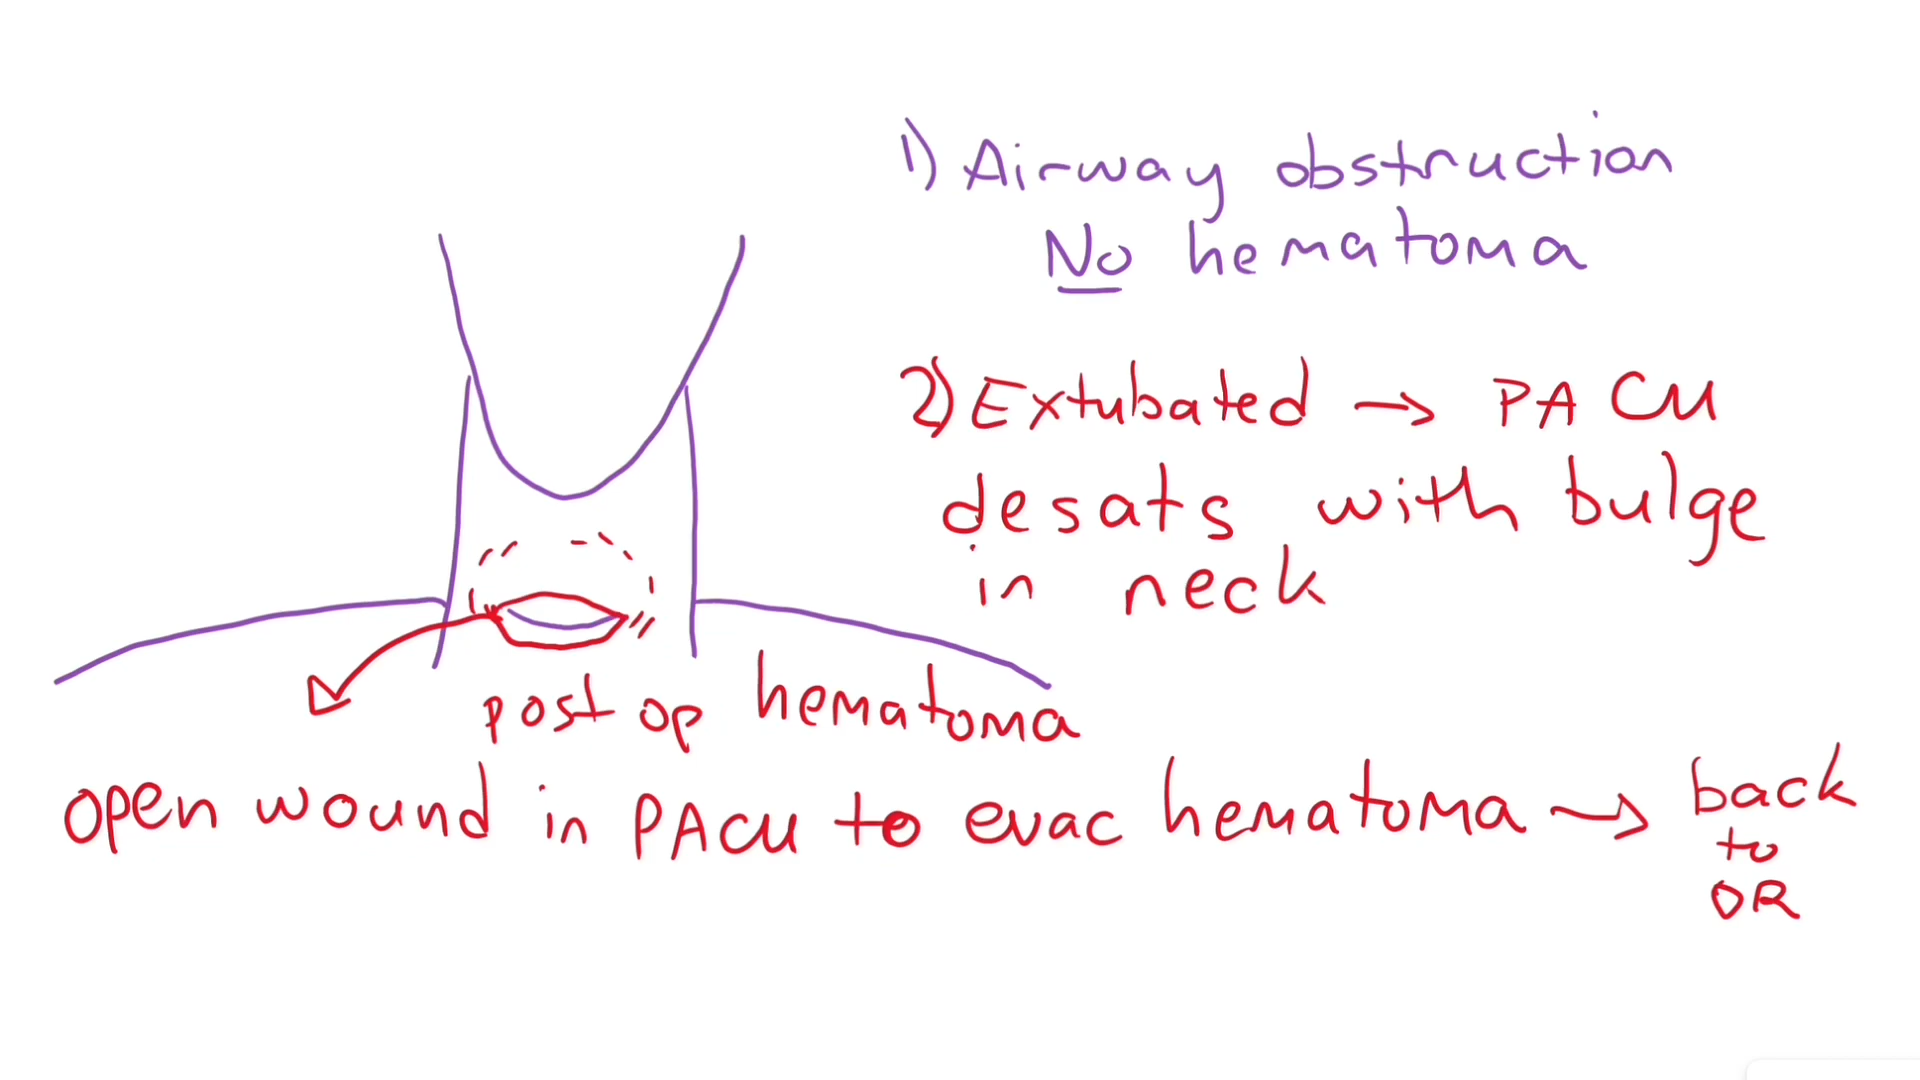 1) Airway obstruction
No hematoma
2) Extubated → PACU
desats with bulge
in neck
post op hematoma
open wound in PACU to evac hematoma → back
to
OR